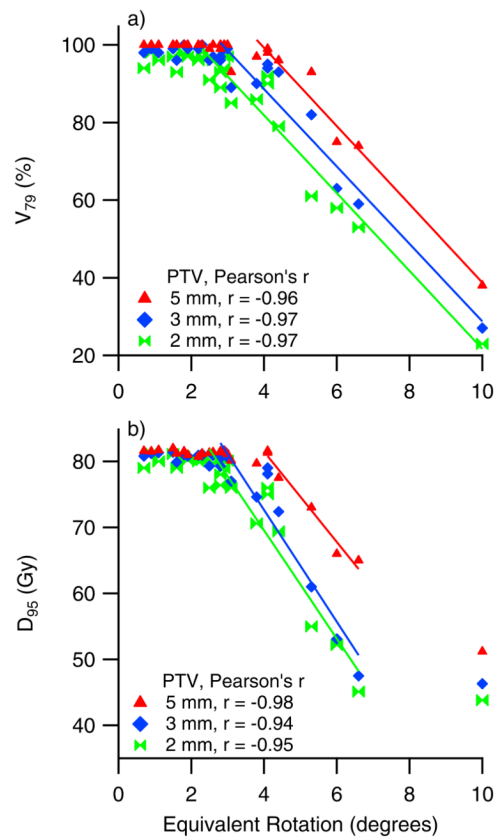 a)
100
80
60
40
20
V79 (%)
PTV, Pearson's r
5 mm, r = -0.96
3 mm, r = -0.97
2 mm, r = -0.97
0 2 4 6 8 10
b)
80
70
60
50
40
D95 (Gy)
PTV, Pearson's r
5 mm, r = -0.98
3 mm, r = -0.94
2 mm, r = -0.95
0 2 4 6 8 10
Equivalent Rotation (degrees)